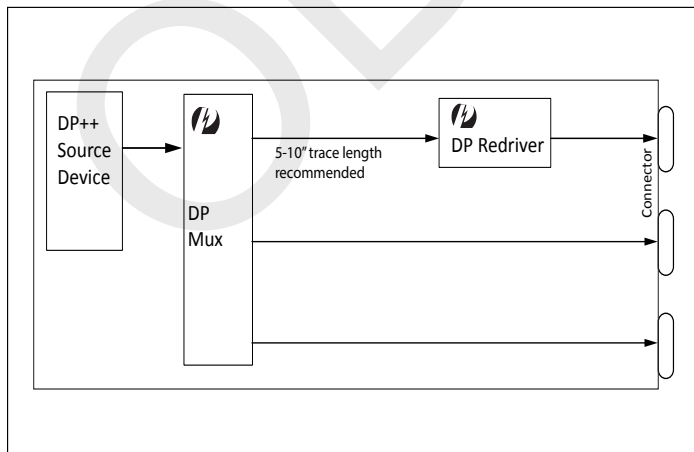 DP++
Source
Device
DP
Mux
5-10” trace length
recommended
DP Redriver
Connector